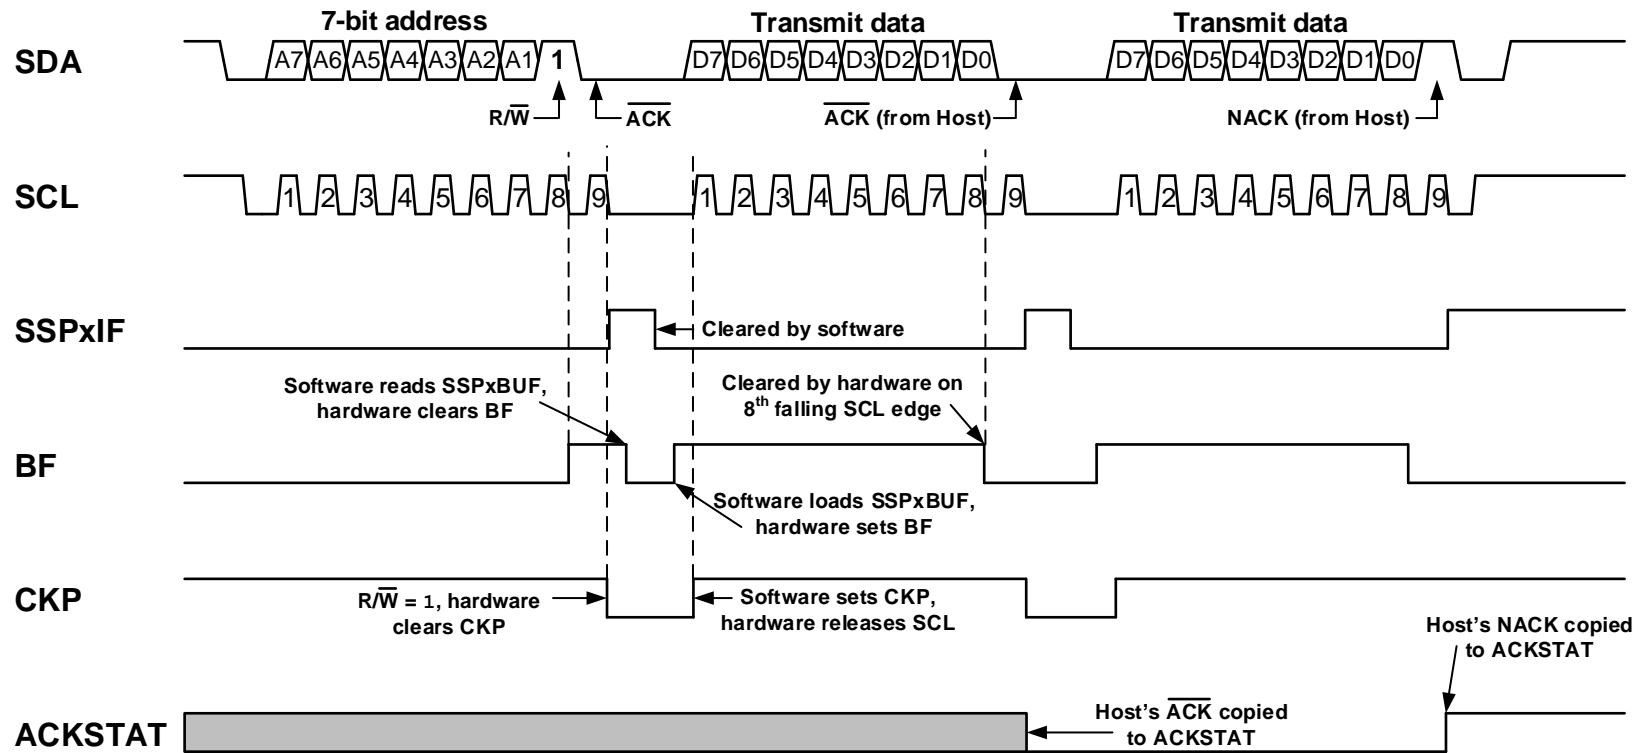 7-bit address
Transmit data
Transmit data
SDA
A7 A6 A5 A4 A3 A2 A1 1
D7 D6 D5 D4 D3 D2 D1 D0
D7 D6 D5 D4 D3 D2 D1 D0
R/W̅
A̅C̅K̅
A̅C̅K̅ (from Host)
NACK (from Host)
SCL
1 2 3 4 5 6 7 8 9
1 2 3 4 5 6 7 8 9
1 2 3 4 5 6 7 8 9
SSPxIF
Cleared by software
Software reads SSPxBUF,
hardware clears BF
Cleared by hardware on
8th falling SCL edge
BF
Software loads SSPxBUF,
hardware sets BF
CKP
R/W̅ = 1, hardware
clears CKP
Software sets CKP,
hardware releases SCL
Host's NACK copied
to ACKSTAT
ACKSTAT
Host's A̅C̅K̅ copied
to ACKSTAT